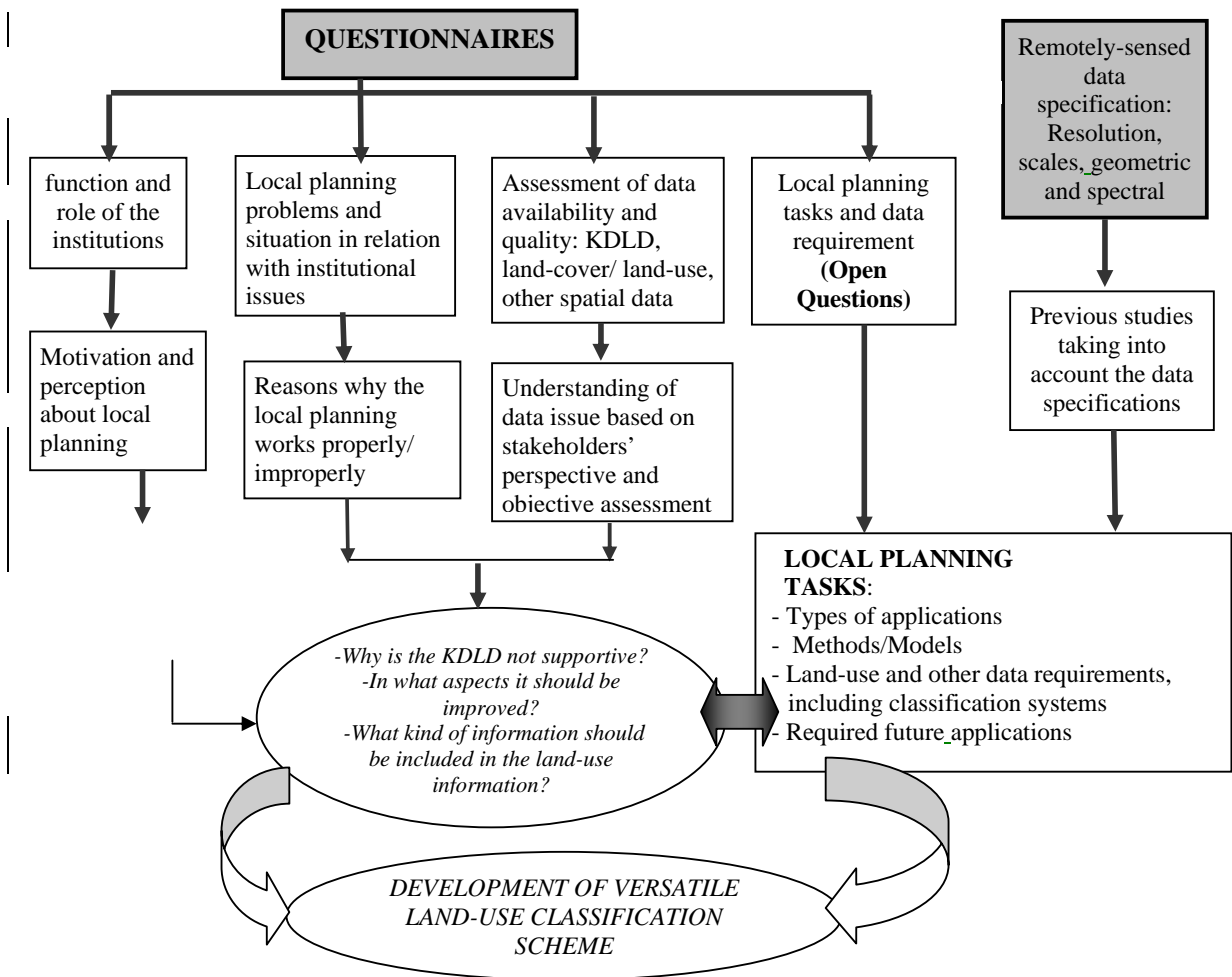 QUESTIONNAIRES
Remotely-sensed
data
specification:
Resolution,
scales, geometric
and spectral
function and
role of the
institutions
Local planning
problems and
situation in relation
with institutional
issues
Assessment of data
availability and
quality: KDLD,
land-cover/ land-use,
other spatial data
Local planning
tasks and data
requirement
(Open
Questions)
Previous studies
taking into
account the data
specifications
Motivation and
perception
about local
planning
Reasons why the
local planning
works properly/
improperly
Understanding of
data issue based on
stakeholders’
perspective and
objective assessment
LOCAL PLANNING
TASKS:
- Types of applications
- Methods/Models
- Land-use and other data requirements,
including classification systems
- Required future applications
-Why is the KDLD not supportive?
-In what aspects it should be
improved?
-What kind of information should
be included in the land-use
information?
DEVELOPMENT OF VERSATILE
LAND-USE CLASSIFICATION
SCHEME